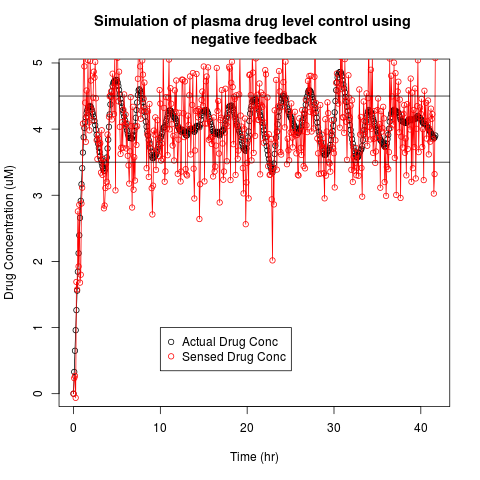 Simulation of plasma drug level control using
negative feedback
Drug Concentration (uM)
5
4
3
2
1
0
Actual Drug Conc
Sensed Drug Conc
0 10 20 30 40
Time (hr)